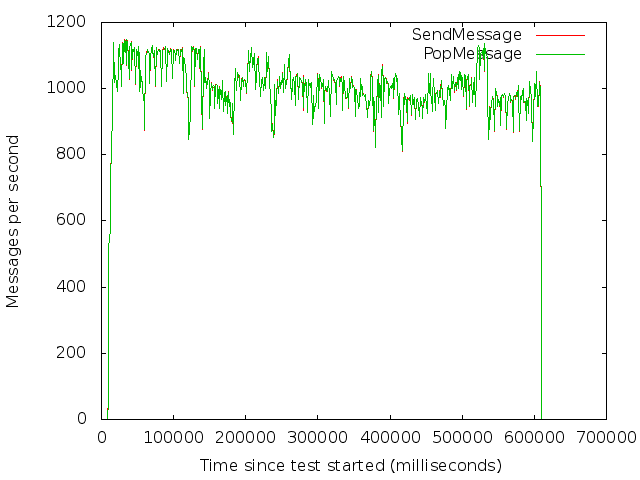 1200
SendMessage
PopMessage
1000
800
600
400
200
0
Messages per second
0 100000 200000 300000 400000 500000 600000 700000
Time since test started (milliseconds)